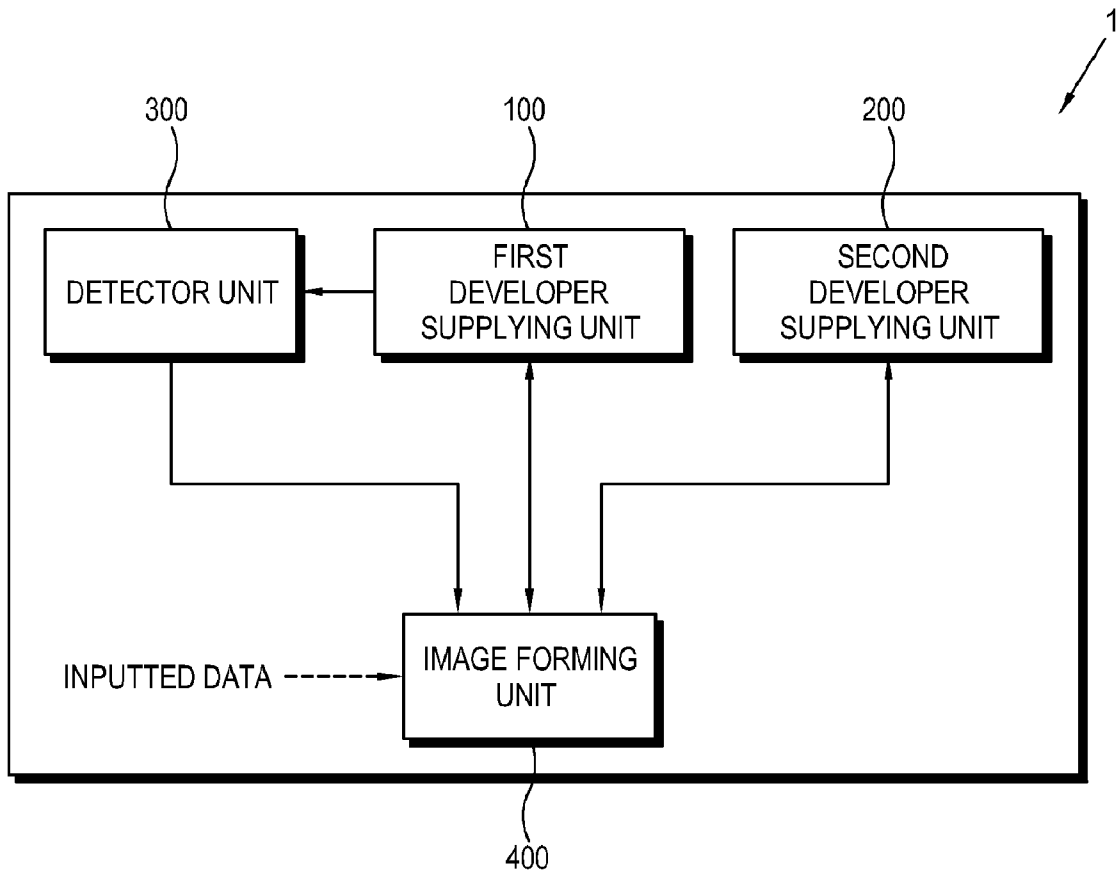 1
300
100
200
DETECTOR UNIT
FIRST
DEVELOPER
SUPPLYING UNIT
SECOND
DEVELOPER
SUPPLYING UNIT
INPUTTED DATA
IMAGE FORMING
UNIT
400